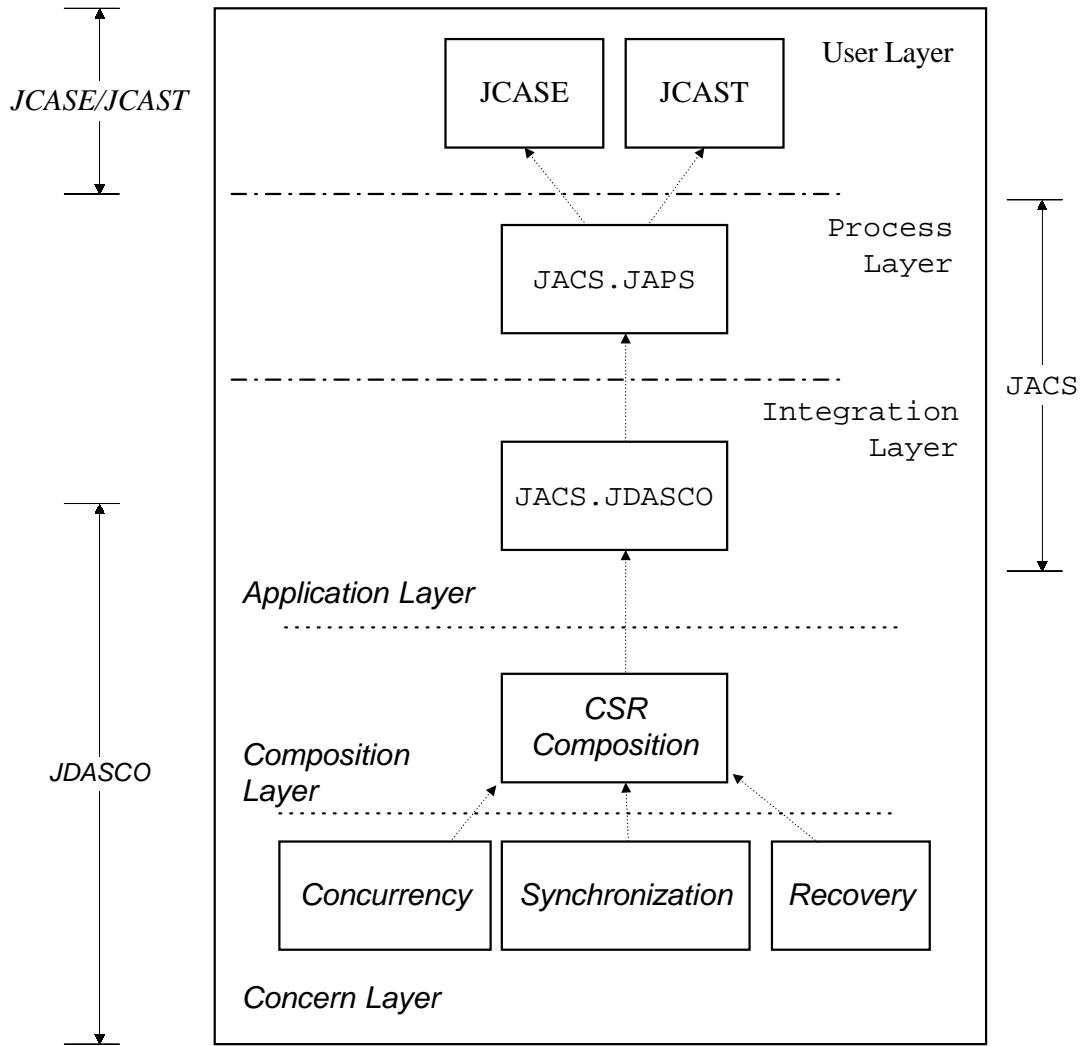 User Layer
JCASE
JCAST
JCASE/JCAST
Process
Layer
JACS.JAPS
JACS
Integration
Layer
JACS.JDASCO
Application Layer
CSR
Composition
Composition
Layer
JDASCO
Concurrency
Synchronization
Recovery
Concern Layer